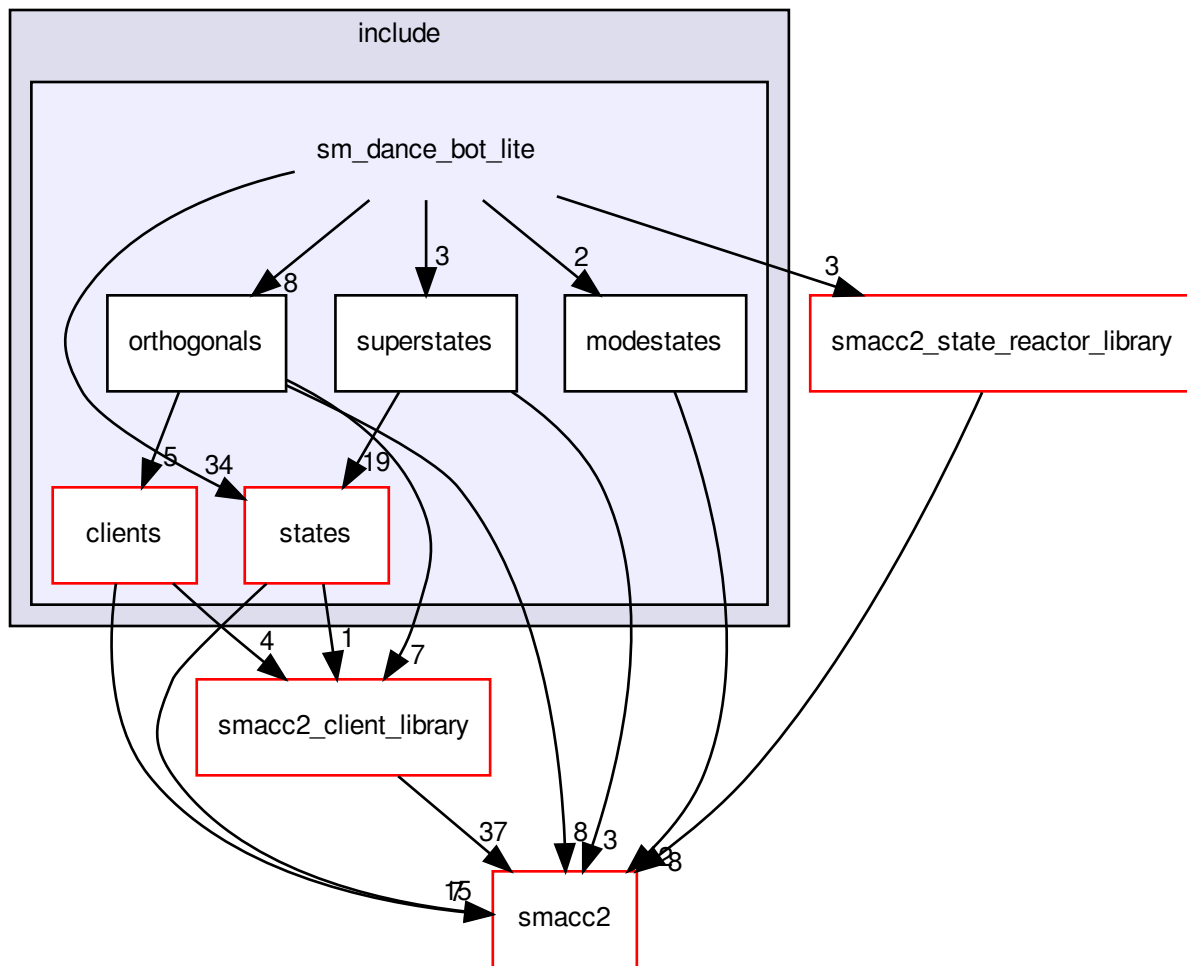 include
sm_dance_bot_lite
3
2
3
8
orthogonals
superstates
modestates
smacc2_state_reactor_library
5
34
19
clients
states
4
1
7
smacc2_client_library
37
8
3
8
smacc2